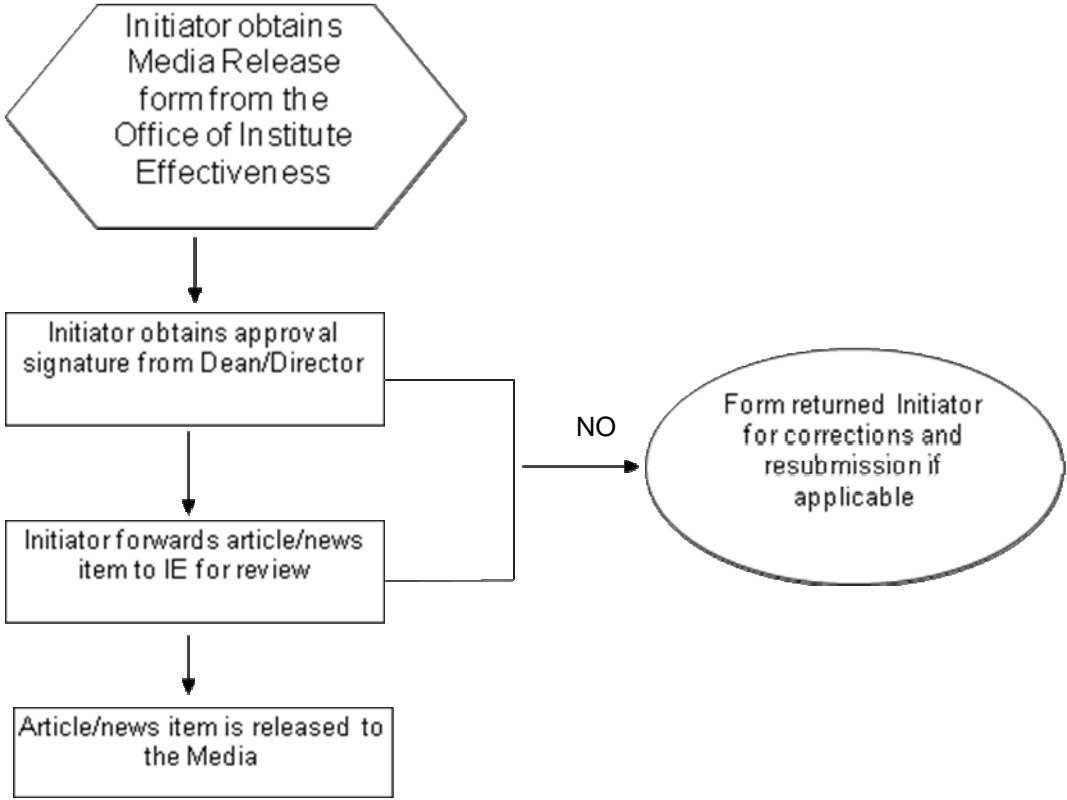 Initiator obtains
Media Release
form from the
Office of Institute
Effectiveness
Initiator obtains approval
signature from Dean/Director
NO
Form returned Initiator
for corrections and
resubmission if
applicable
Initiator forwards article/news
item to IE for review
Article/news item is released to
the Media